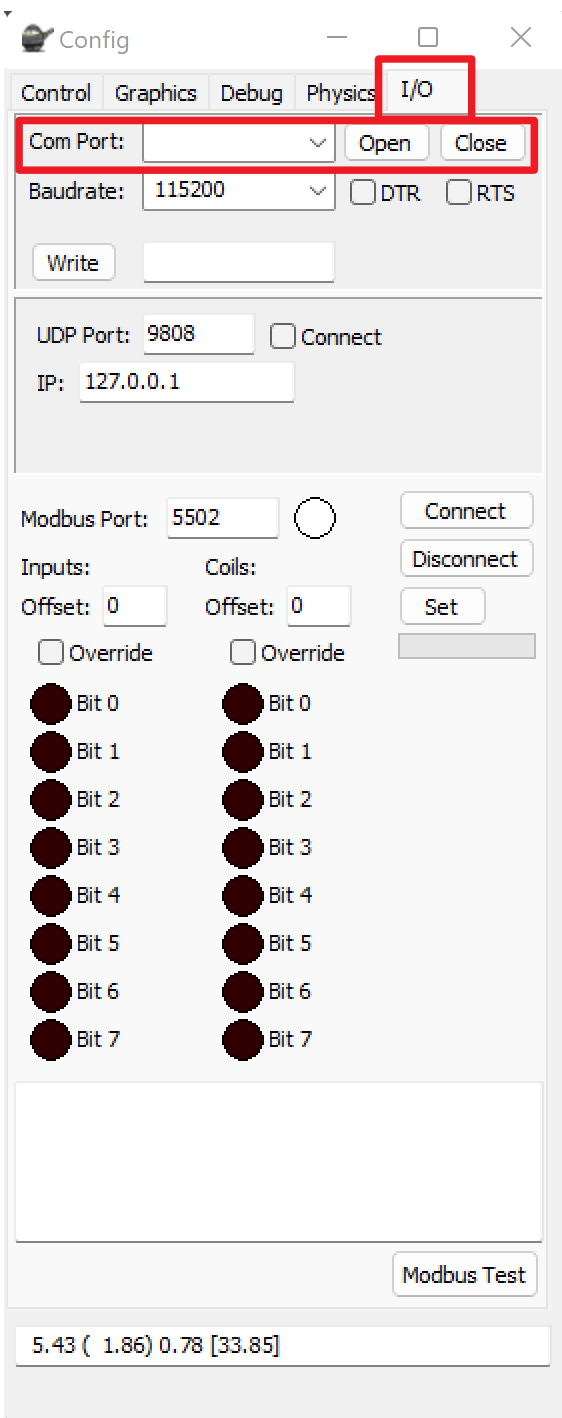 Config
Control Graphics Debug Physics I/O
Com Port: Open Close
Baudrate: 115200 DTR RTS
Write
UDP Port: 9808 Connect
IP: 127.0.0.1
Modbus Port: 5502 Connect
Disconnect
Inputs: Coils:
Offset: 0 Offset: 0 Set
Override Override
Bit 0 Bit 0
Bit 1 Bit 1
Bit 2 Bit 2
Bit 3 Bit 3
Bit 4 Bit 4
Bit 5 Bit 5
Bit 6 Bit 6
Bit 7 Bit 7
Modbus Test
5.43 ( 1.86) 0.78 [33.85]